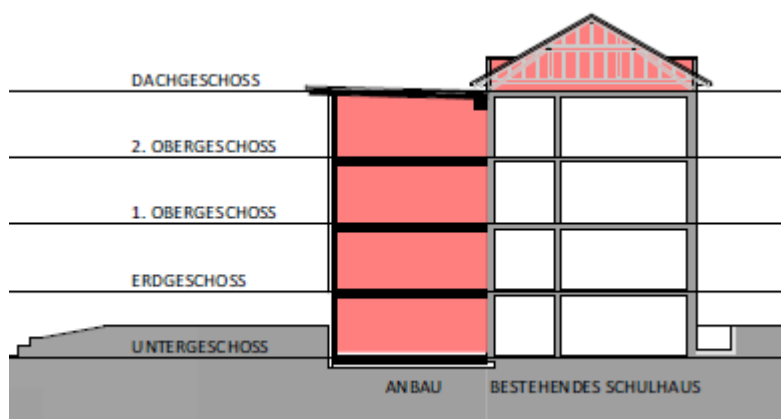 DACHGESCHOSS
2. OBERGESCHOSS
1. OBERGESCHOSS
ERDGESCHOSS
UNTERGESCHOSS
ANBAU BESTEHENDES SCHULHAUS